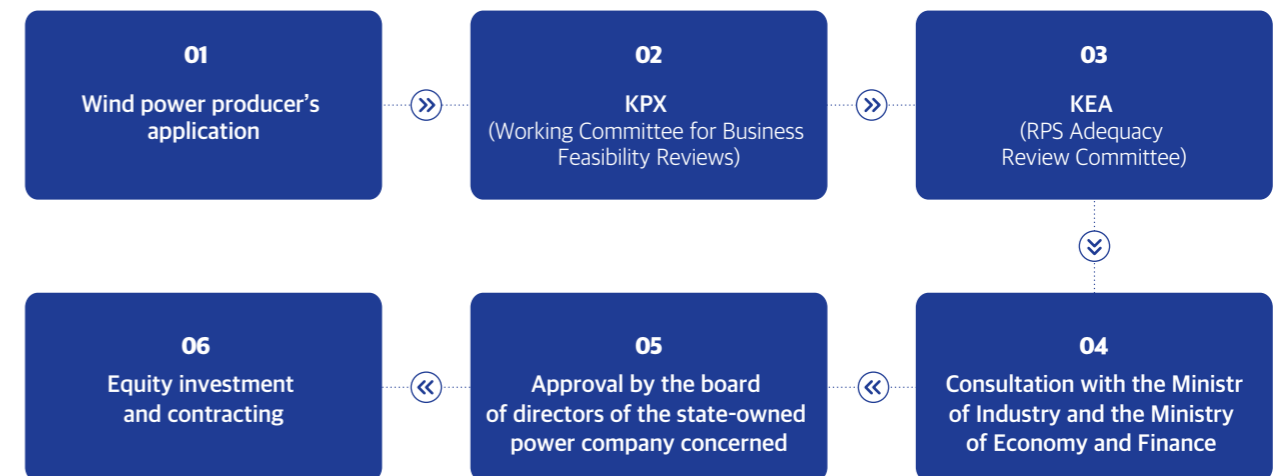 01
Wind power producer’s
application
02
KPX
(Working Committee for Business
Feasibility Reviews)
03
KEA
(RPS Adequacy
Review Committee)
04
Consultation with the Ministr
of Industry and the Ministry
of Economy and Finance
05
Approval by the board
of directors of the state-owned
power company concerned
06
Equity investment
and contracting